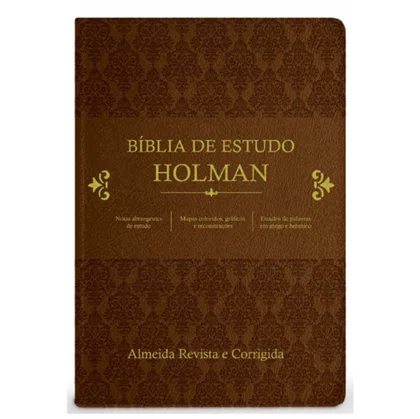 BÍBLIA DE ESTUDO
HOLMAN
Notas abrangentes
de estudo
Mapas coloridos, gráficos
e reconstruções
Estudos de palavras
em grego e hebraico
Almeida Revista e Corrigida